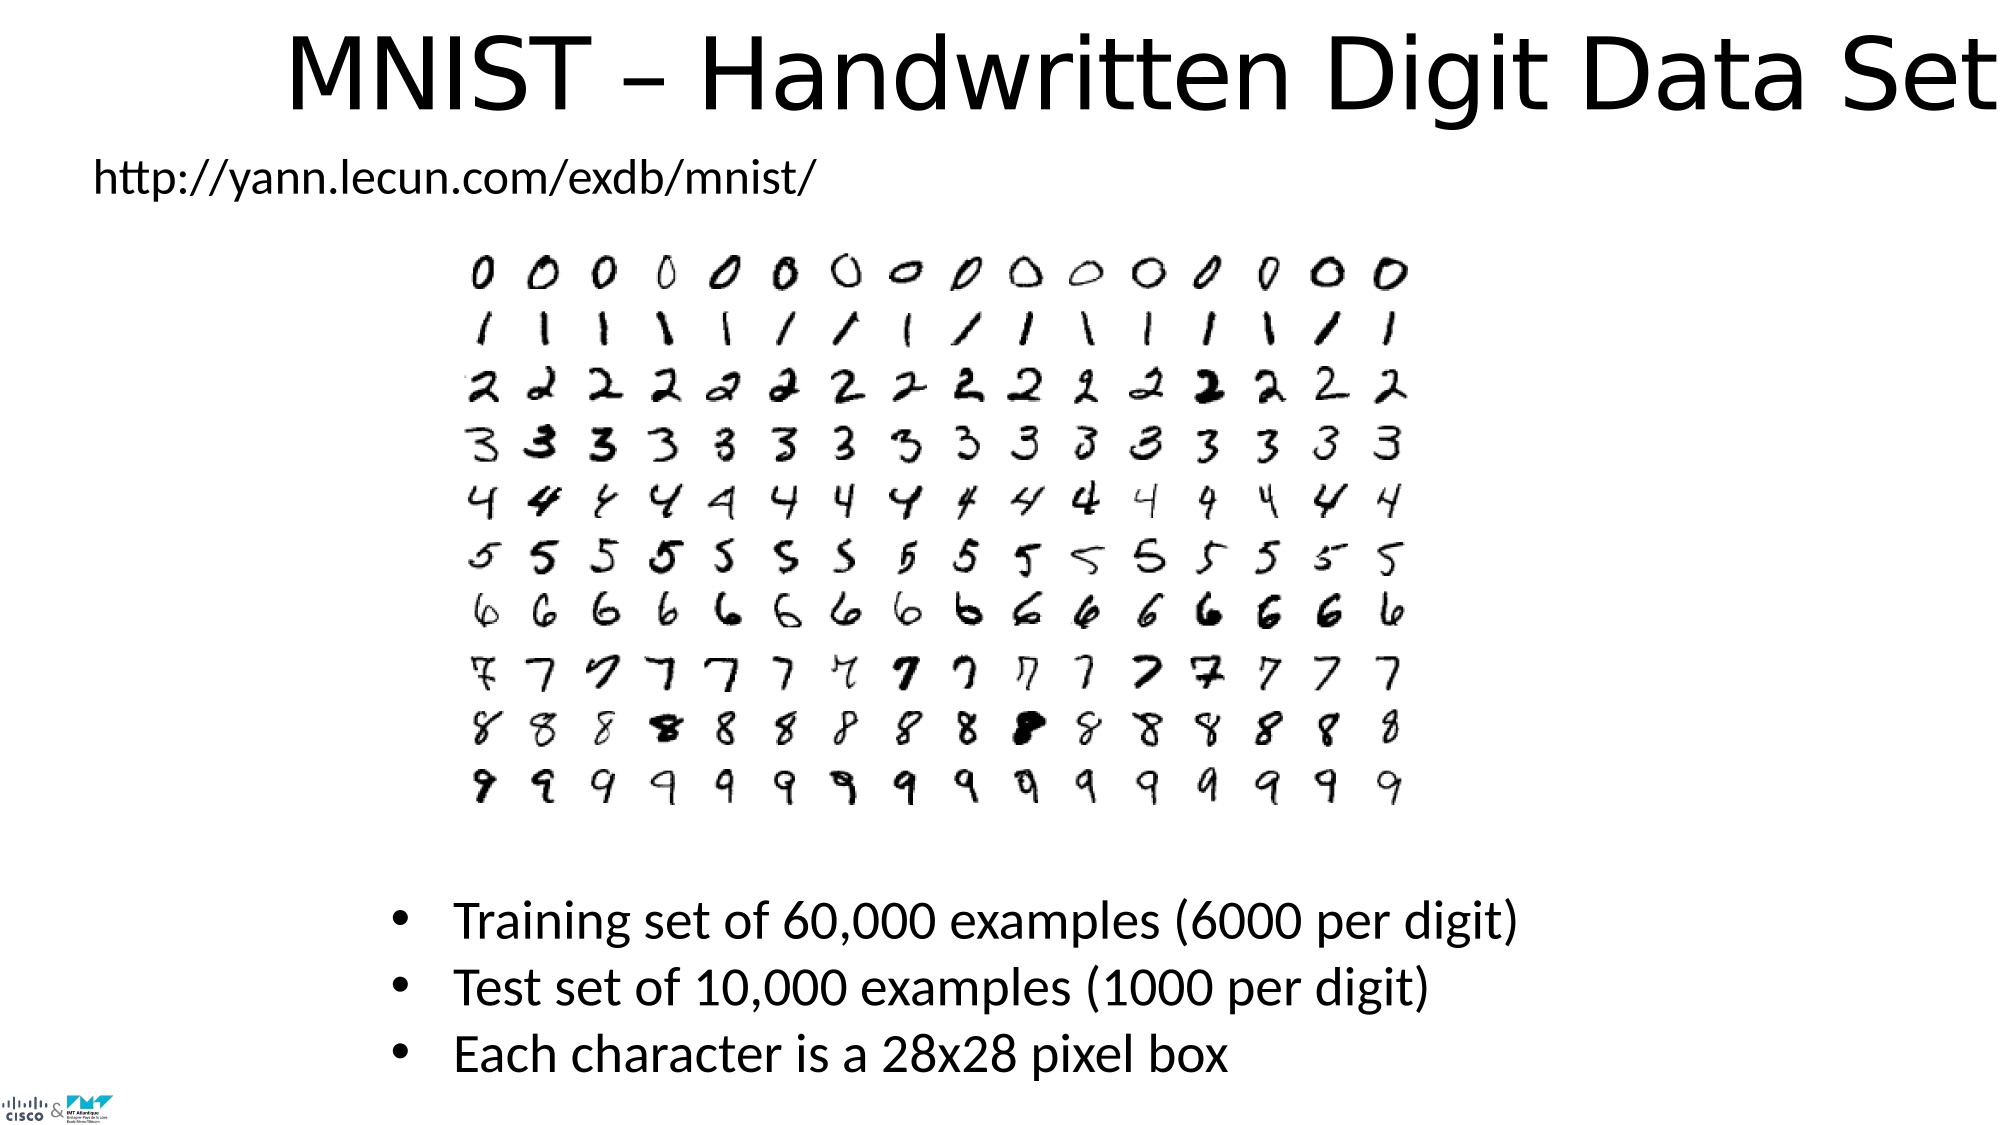 MNIST – Handwritten Digit Data Set
http://yann.lecun.com/exdb/mnist/
0 0 0 0 0 0 0 0 0 0 0 0 0 0 0 0
1 1 1 1 1 1 1 1 1 1 1 1 1 1 1 1
2 2 2 2 2 2 2 2 2 2 2 2 2 2 2 2
3 3 3 3 3 3 3 3 3 3 3 3 3 3 3 3
4 4 4 4 4 4 4 4 4 4 4 4 4 4 4 4
5 5 5 5 5 5 5 5 5 5 5 5 5 5 5 5
6 6 6 6 6 6 6 6 6 6 6 6 6 6 6 6
7 7 7 7 7 7 7 7 7 7 7 7 7 7 7 7
8 8 8 8 8 8 8 8 8 8 8 8 8 8 8 8
9 9 9 9 9 9 9 9 9 9 9 9 9 9 9 9
• Training set of 60,000 examples (6000 per digit)
• Test set of 10,000 examples (1000 per digit)
• Each character is a 28x28 pixel box
CISCO & IMT Atlantique